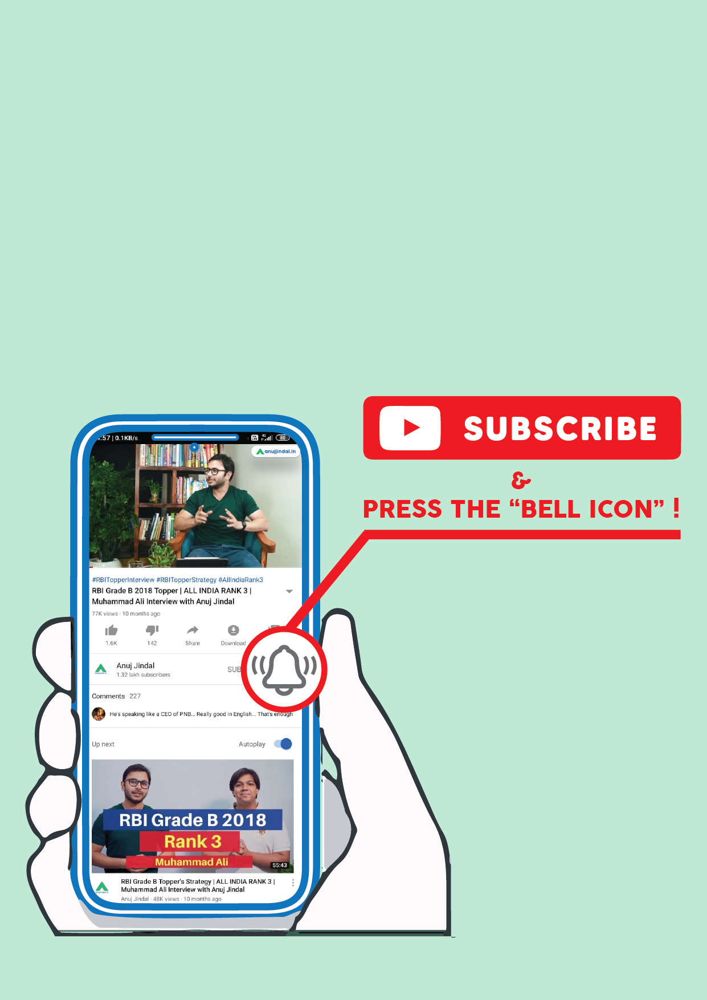 SUBSCRIBE
&
PRESS THE “BELL ICON” !
:57 | 0.1KB/s
4G
80
anujjindal.in
#RBITopperInterview #RBITopperStrategy #AllIndiaRank3
RBI Grade B 2018 Topper | ALL INDIA RANK 3 |
Muhammad Ali Interview with Anuj Jindal
77K views · 10 months ago
1.6K 142 Share Download
Anuj Jindal
1.32 lakh subscribers
SUB
Comments 227
He's speaking like a CEO of PNB... Really good in English... That's enough
Up next Autoplay
RBI Grade B 2018
Rank 3
Muhammad Ali
55:43
RBI Grade B Topper's Strategy | ALL INDIA RANK 3 |
Muhammad Ali Interview with Anuj Jindal
Anuj Jindal · 48K views · 10 months ago